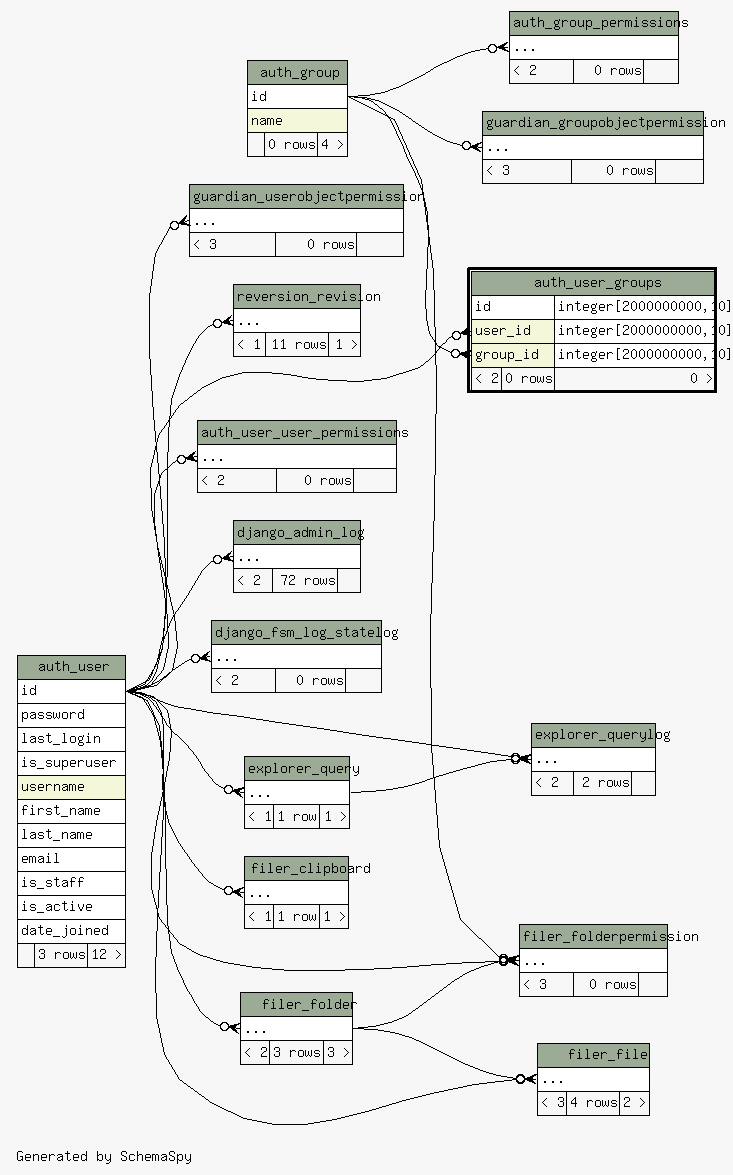 auth_group_permissions
...
< 2 0 rows
auth_group
id
name
0 rows 4 >
guardian_groupobjectpermission
...
< 3 0 rows
guardian_userobjectpermission
...
< 3 0 rows
auth_user_groups
id integer[2000000000,10]
user_id integer[2000000000,10]
group_id integer[2000000000,10]
< 2 0 rows 0 >
reversion_revision
...
< 1 11 rows 1 >
auth_user_user_permissions
...
< 2 0 rows
django_admin_log
...
< 2 72 rows
django_fsm_log_statelog
...
< 2 0 rows
auth_user
id
password
last_login
is_superuser
username
first_name
last_name
email
is_staff
is_active
date_joined
3 rows 12 >
explorer_querylog
...
< 2 2 rows
explorer_query
...
< 1 1 row 1 >
filer_clipboard
...
< 1 1 row 1 >
filer_folderpermission
...
< 3 0 rows
filer_folder
...
< 2 3 rows 3 >
filer_file
...
< 3 4 rows 2 >
Generated by SchemaSpy